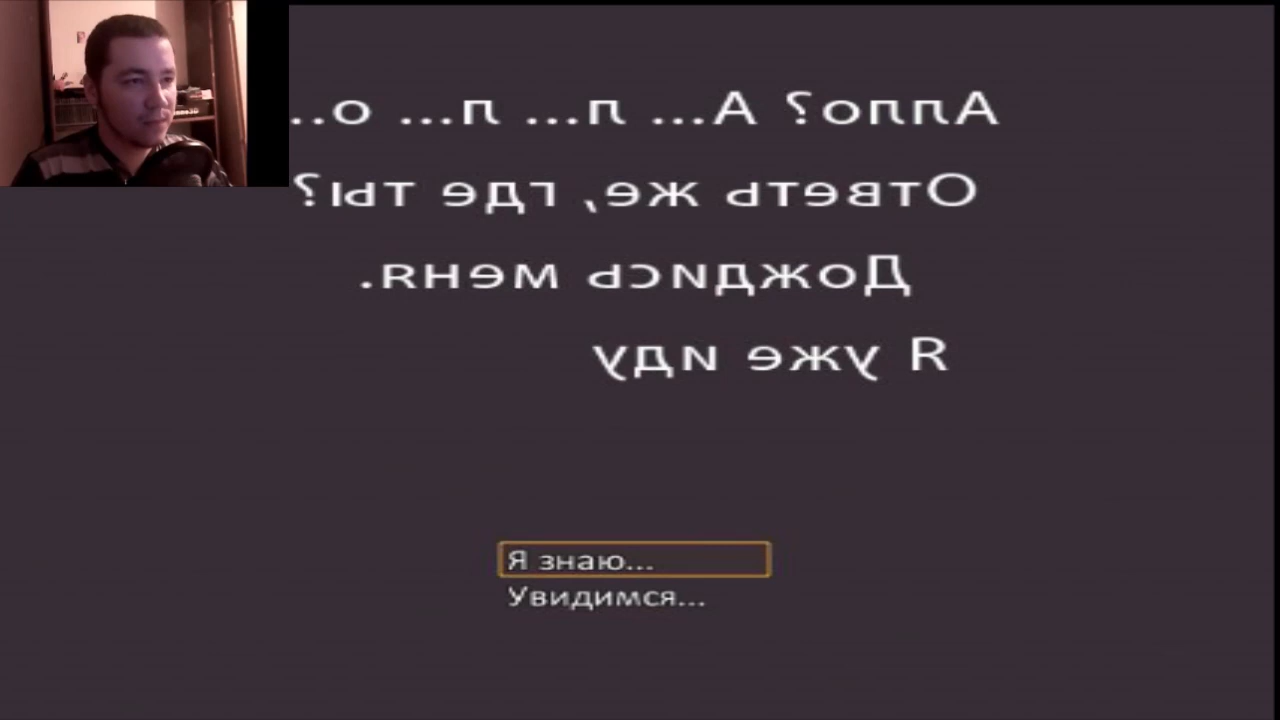 Алло? А... л... л... о...
Ответь же, где ты?
Дождись меня.
Я уже иду
Я знаю...
Увидимся...